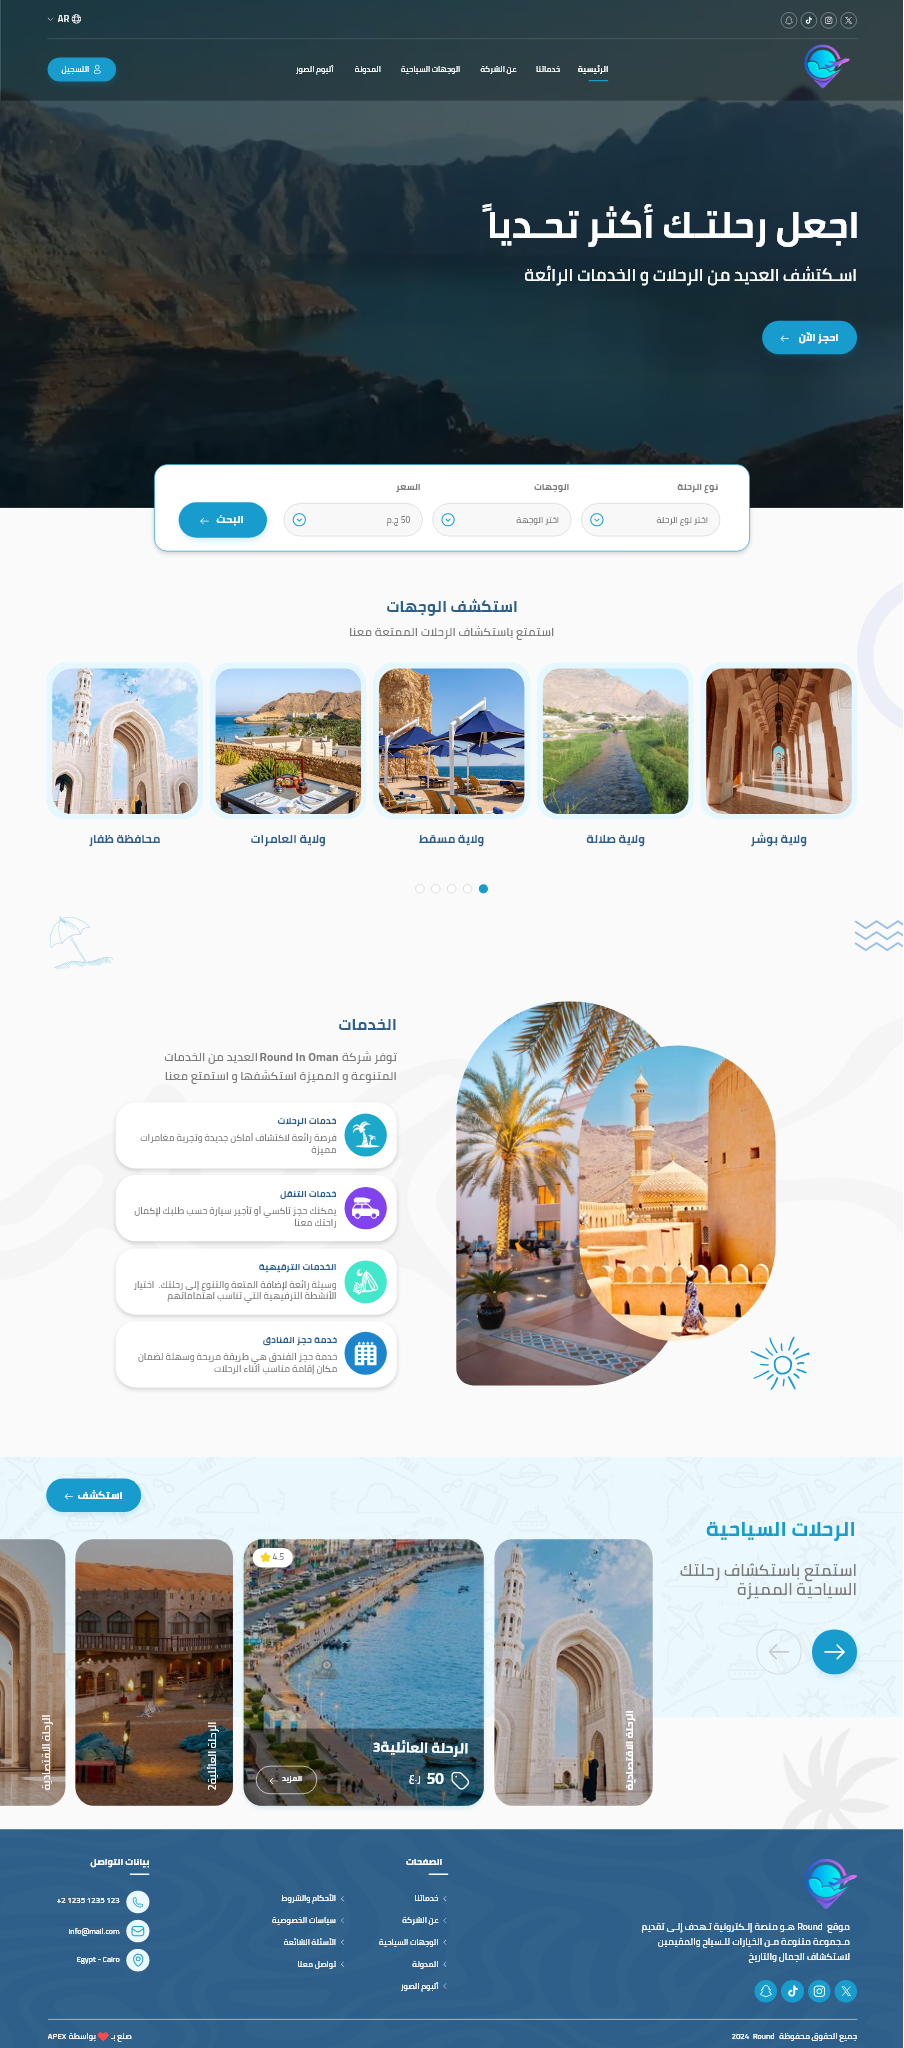 AR
الرئيسية
خدماتنا
عن الشركة
الوجهات السياحية
المدونة
ألبوم الصور
التسجيل
اجعل رحلتـك أكثر تحـدياً
اسـكتشف العديد من الرحلات و الخدمات الرائعة
احجز الآن
نوع الرحلة
الوجهات
السعر
اختر نوع الرحلة
اختر الوجهة
50 ج.م
البحث
استكشف الوجهات
استمتع باستكشاف الرحلات الممتعة معنا
ولاية بوشر
ولاية صلالة
ولاية مسقط
ولاية العامرات
محافظة ظفار
الخدمات
توفر شركة Round In Oman العديد من الخدمات
المتنوعة و المميزة استكشفها و استمتع معنا
خدمات الرحلات
فرصة رائعة لاكتشاف أماكن جديدة وتجربة مغامرات
مميزة
خدمات التنقل
يمكنك حجز تاكسي أو تأجير سيارة حسب طلبك لإكمال
راحتك معنا
الخدمات الترفيهية
وسيلة رائعة لإضافة المتعة والتنوع إلى رحلتك. اختيار
الأنشطة الترفيهية التي تناسب اهتماماتهم
خدمة حجز الفنادق
خدمة حجز الفندق هي طريقة مريحة وسهلة لضمان
مكان إقامة مناسب أثناء الرحلات
استكشف
الرحلات السياحية
استمتع باستكشاف رحلتك
السياحية المميزة
الرحلة الاقتصادية
4.5
الرحلة العائلية3
50 ر.ع
المزيد
الرحلة العائلية2
الرحلة الاقتصادية
موقع Round هـو منصة إلـكترونية تـهدف إلـى تقديم
مـجموعة متنوعة مـن الخيارات للـسياح والمقيمين
لاستكشاف الجمال والتاريخ
الصفحات
خدماتنا
عن الشركة
الوجهات السياحية
المدونة
ألبوم الصور
الأحكام والشروط
سياسات الخصوصية
الأسئلة الشائعة
تواصل معنا
بيانات التواصل
+2 1235 1235 123
info@mail.com
Egypt - Cairo
جميع الحقوق محفوظة Round 2024
صنع بـ ❤ بواسطة APEX